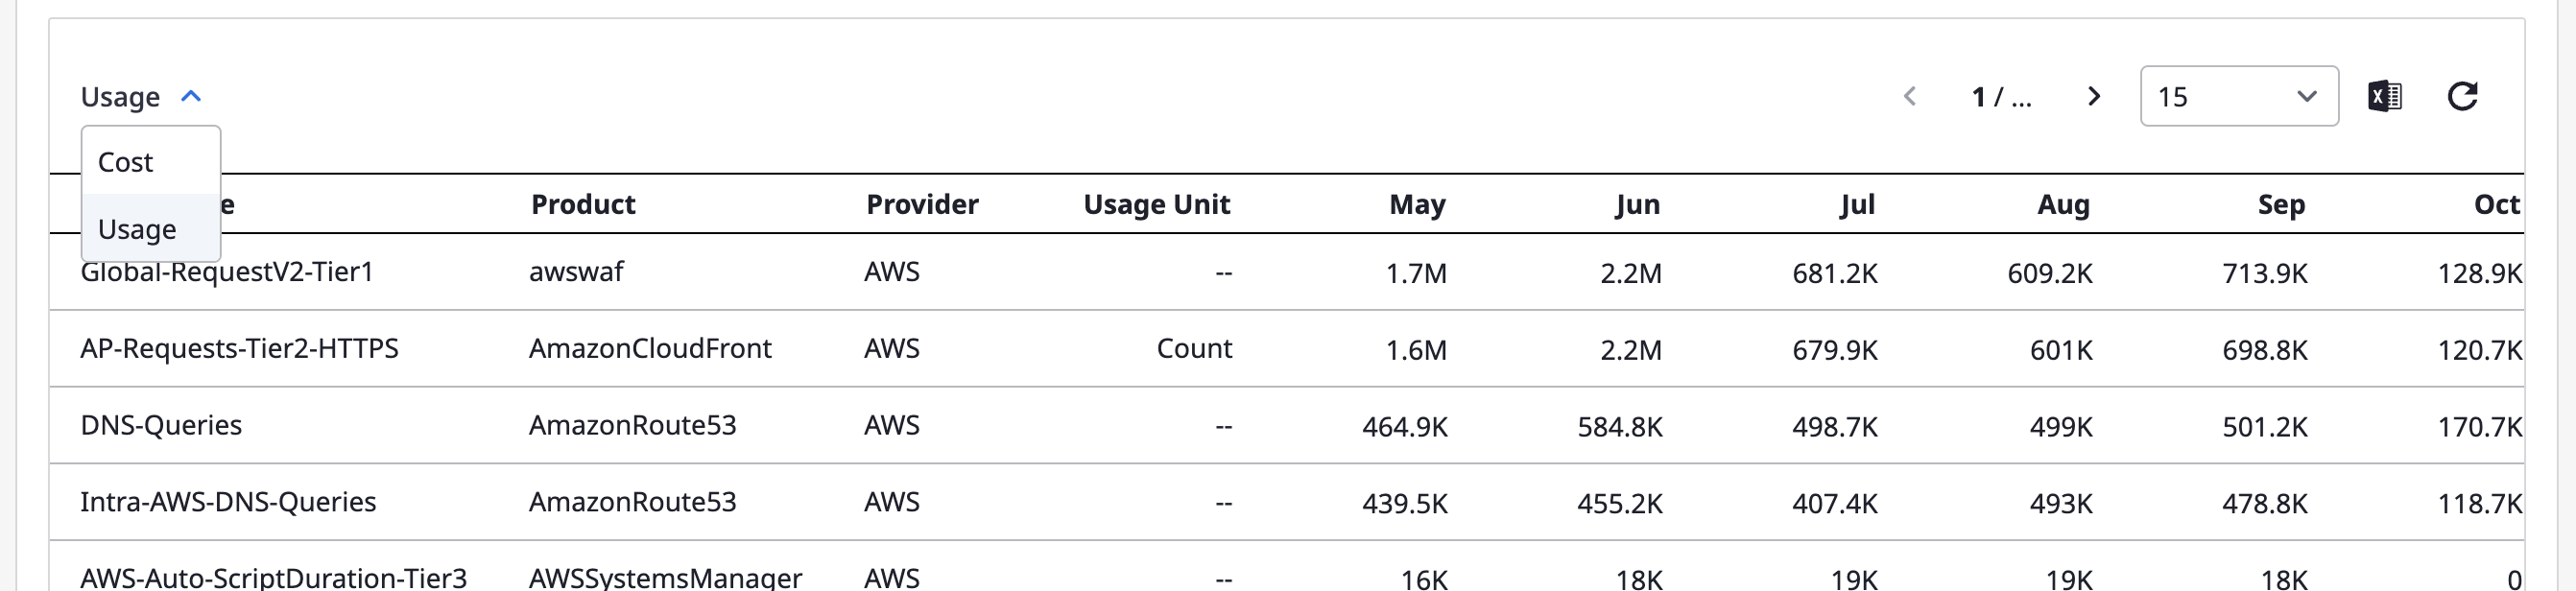 Usage 1 / ... 15
Cost
Usage
e Product Provider Usage Unit May Jun Jul Aug Sep Oct
Global-RequestV2-Tier1 awswaf AWS -- 1.7M 2.2M 681.2K 609.2K 713.9K 128.9K
AP-Requests-Tier2-HTTPS AmazonCloudFront AWS Count 1.6M 2.2M 679.9K 601K 698.8K 120.7K
DNS-Queries AmazonRoute53 AWS -- 464.9K 584.8K 498.7K 499K 501.2K 170.7K
Intra-AWS-DNS-Queries AmazonRoute53 AWS -- 439.5K 455.2K 407.4K 493K 478.8K 118.7K
AWS-Auto-ScriptDuration-Tier3 AWSSystemsManager AWS -- 16K 18K 19K 19K 18K 0